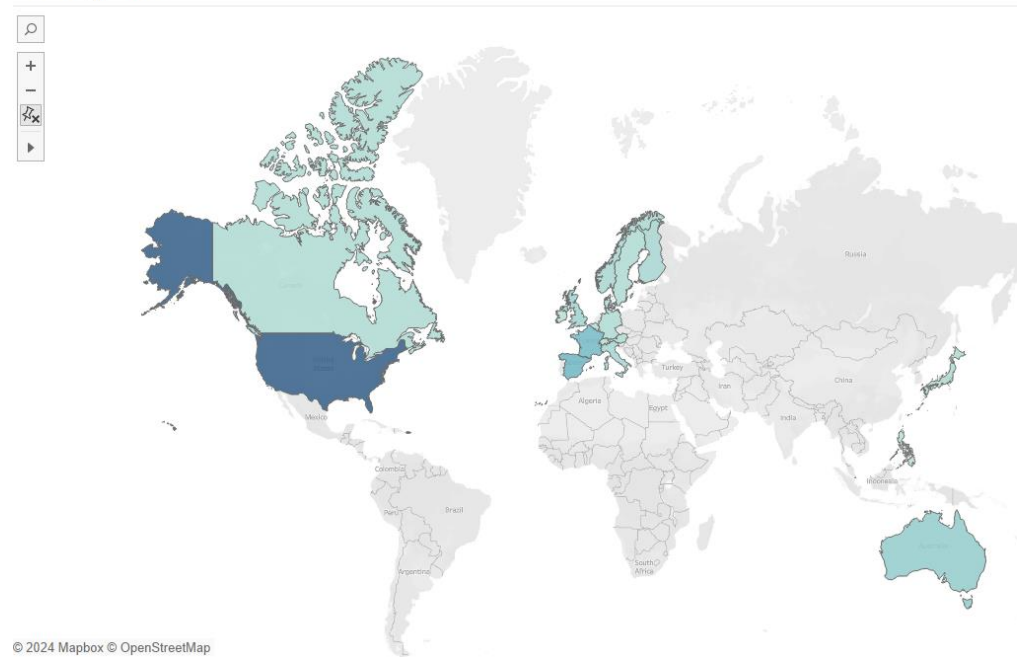 Russia
Turkey
China
Iran
Algeria
Egypt
India
Mexico
Colombia
Indonesia
Peru
Brazil
South
Africa
Argentina
© 2024 Mapbox © OpenStreetMap